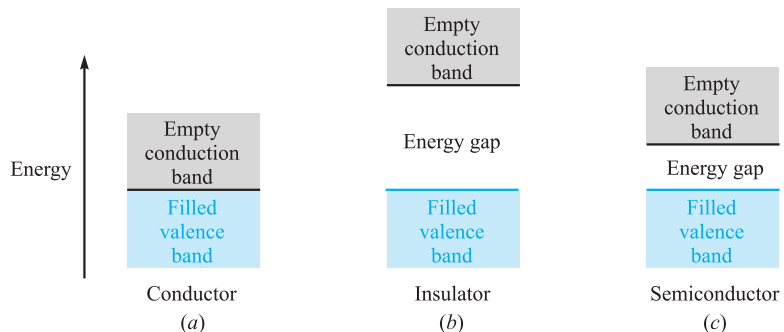 Energy
Empty
conduction
band
Filled
valence
band
Conductor
(a)
Empty
conduction
band
Energy gap
Filled
valence
band
Insulator
(b)
Empty
conduction
band
Energy gap
Filled
valence
band
Semiconductor
(c)